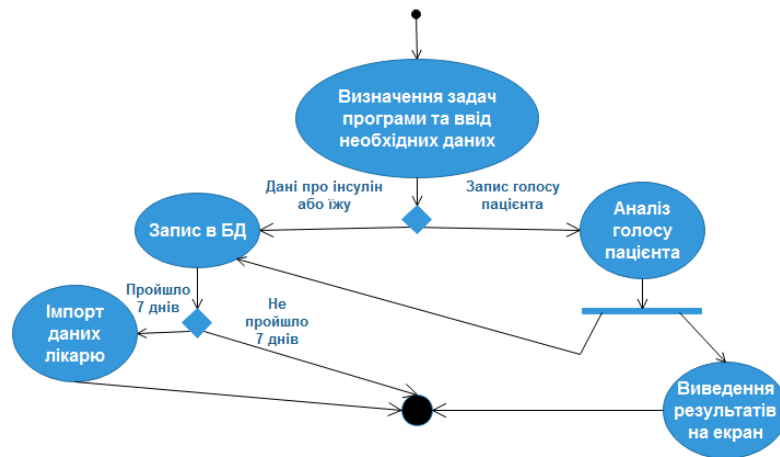 Визначення задач
програми та ввід
необхідних даних
Дані про інсулін
або їжу
Запис голосу
пацієнта
Запис в БД
Аналіз
голосу
пацієнта
Пройшло
7 днів
Не
пройшло
7 днів
Імпорт
даних
лікарю
Виведення
результатів
на екран